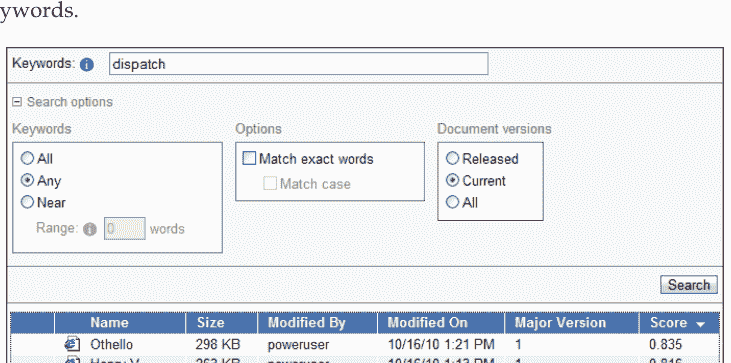 ywords.
Keywords: dispatch
Search options
Keywords Options Document versions
All Match exact words Released
Any Match case Current
Near All
Range: 0 words
Search
Name Size Modified By Modified On Major Version Score
Othello 298 KB poweruser 10/16/10 1:21 PM 1 0.835